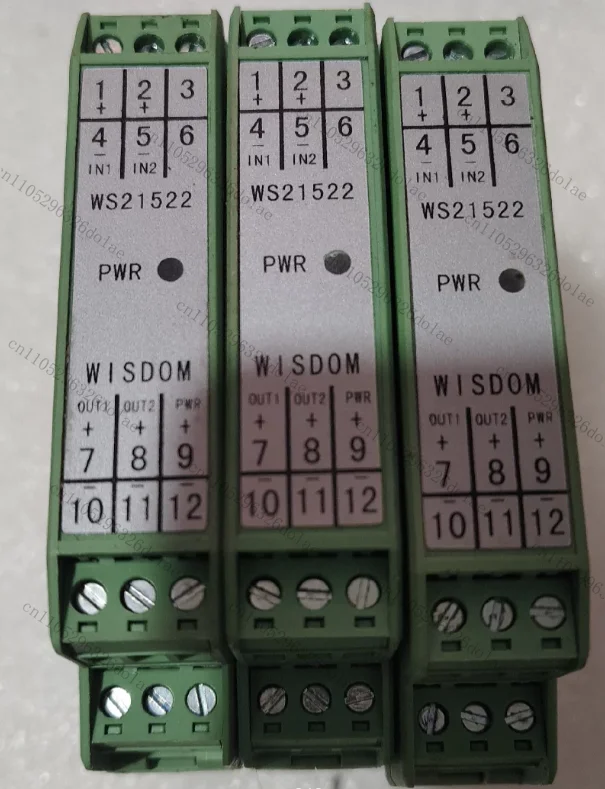 1 2 3
+ +
4 5 6
- -
IN1 IN2
WS21522
PWR
WISDOM
OUT1 OUT2 PWR
+ + +
7 8 9
- - -
10 11 12
1 2 3
+ +
4 5 6
- -
IN1 IN2
WS21522
PWR
WISDOM
OUT1 OUT2 PWR
+ + +
7 8 9
- - -
10 11 12
1 2 3
+ +
4 5 6
- -
IN1 IN2
WS21522
PWR
WISDOM
OUT1 OUT2 PWR
+ + +
7 8 9
- - -
10 11 12
cn1105296326dolae